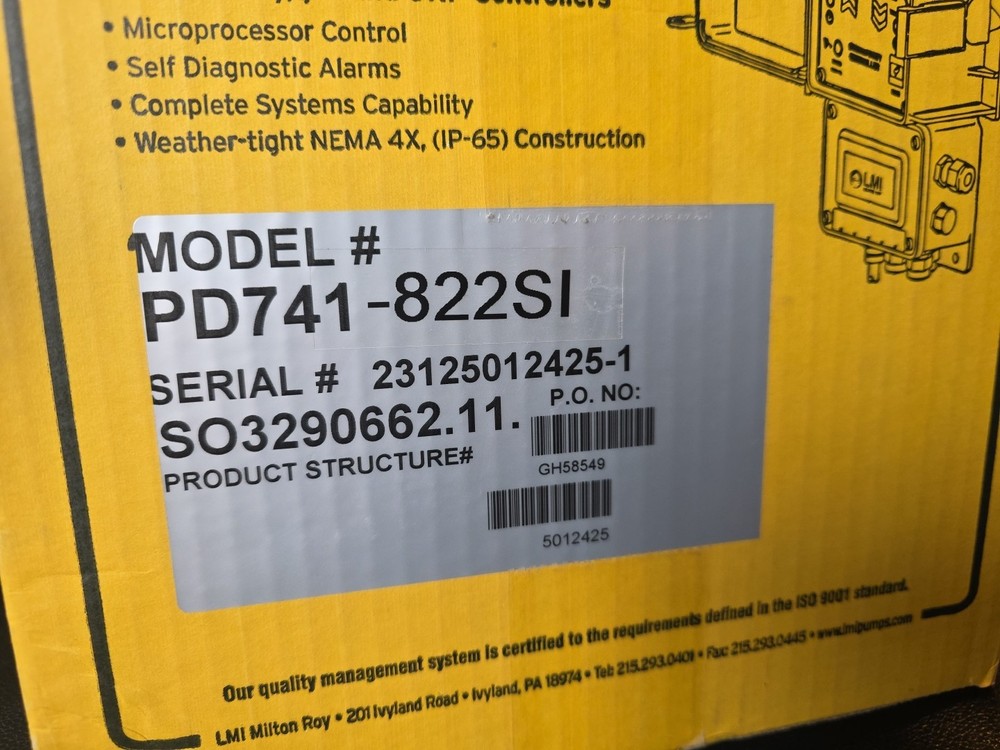 Controllers
• Microprocessor Control
• Self Diagnostic Alarms
• Complete Systems Capability
• Weather-tight NEMA 4X, (IP-65) Construction
LMI
MODEL #
PD741-822SI
SERIAL # 23125012425-1
SO3290662.11. P.O. NO:
GH58549
PRODUCT STRUCTURE#
5012425
Our quality management system is certified to the requirements defined in the ISO 9001 standard.
LMI Milton Roy • 201 Ivyland Road • Ivyland, PA 18974 • Tel: 215.293.0401 • Fax: 215.293.0445 • www.lmipumps.com